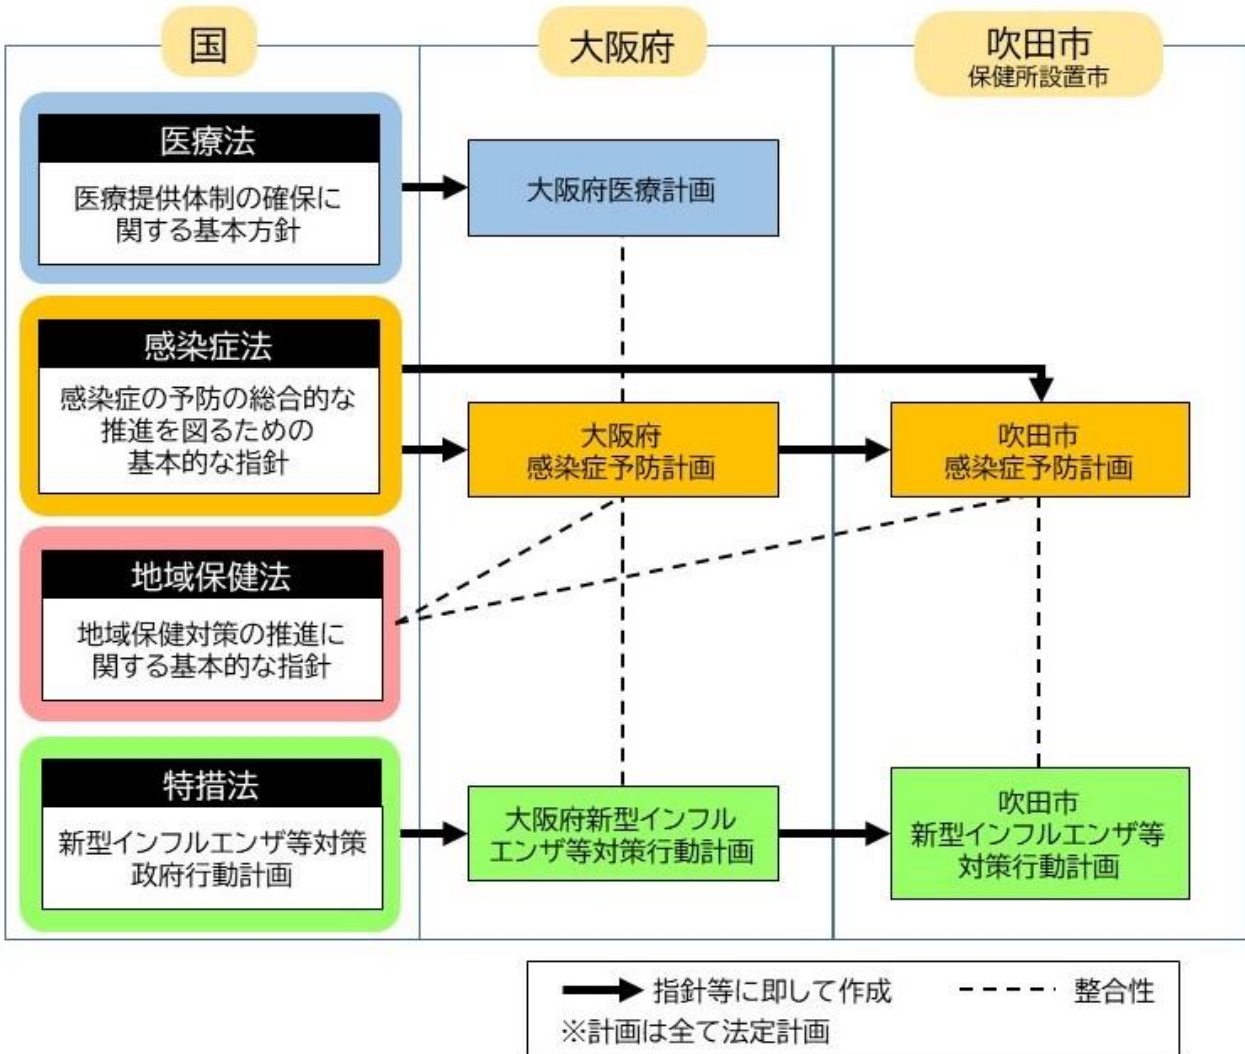 国
大阪府
吹田市
保健所設置市
医療法
医療提供体制の確保に
関する基本方針
大阪府医療計画
感染症法
感染症の予防の総合的な
推進を図るための
基本的な指針
大阪府
感染症予防計画
吹田市
感染症予防計画
地域保健法
地域保健対策の推進に
関する基本的な指針
特措法
新型インフルエンザ等対策
政府行動計画
大阪府新型インフル
エンザ等対策行動計画
吹田市
新型インフルエンザ等
対策行動計画
指針等に即して作成
整合性
※計画は全て法定計画